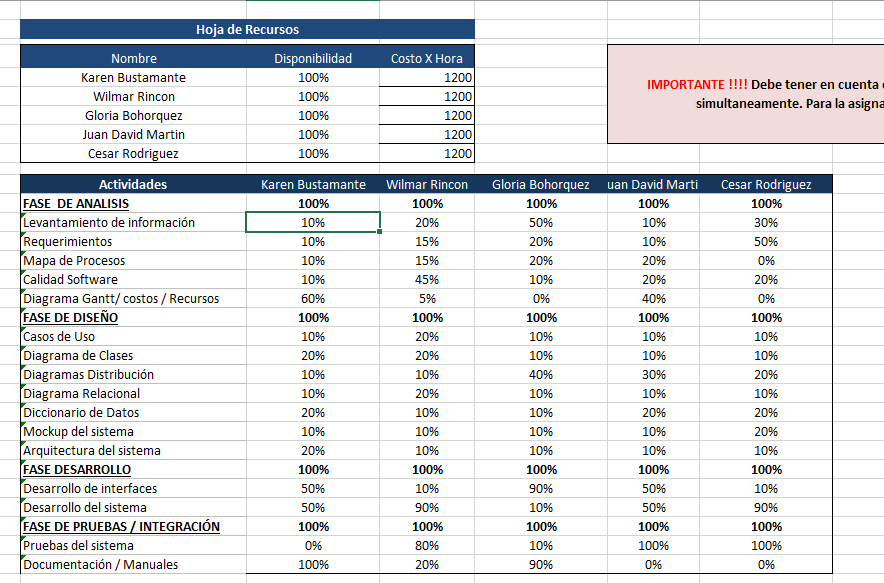 Hoja de Recursos
Nombre Disponibilidad Costo X Hora
Karen Bustamante 100% 1200
Wilmar Rincon 100% 1200
Gloria Bohorquez 100% 1200
Juan David Martin 100% 1200
Cesar Rodriguez 100% 1200
IMPORTANTE !!!! Debe tener en cuenta
simultaneamente. Para la asigna
Actividades Karen Bustamante Wilmar Rincon Gloria Bohorquez uan David Marti Cesar Rodriguez
FASE DE ANALISIS 100% 100% 100% 100% 100%
Levantamiento de información 10% 20% 50% 10% 30%
Requerimientos 10% 15% 20% 10% 50%
Mapa de Procesos 10% 15% 20% 20% 0%
Calidad Software 10% 45% 10% 20% 20%
Diagrama Gantt/ costos / Recursos 60% 5% 0% 40% 0%
FASE DE DISEÑO 100% 100% 100% 100% 100%
Casos de Uso 10% 20% 10% 10% 10%
Diagrama de Clases 20% 20% 10% 10% 10%
Diagramas Distribución 10% 10% 40% 30% 20%
Diagrama Relacional 10% 20% 10% 10% 10%
Diccionario de Datos 20% 10% 10% 20% 20%
Mockup del sistema 10% 10% 10% 10% 20%
Arquitectura del sistema 20% 10% 10% 10% 10%
FASE DESARROLLO 100% 100% 100% 100% 100%
Desarrollo de interfaces 50% 10% 90% 50% 10%
Desarrollo del sistema 50% 90% 10% 50% 90%
FASE DE PRUEBAS / INTEGRACIÓN 100% 100% 100% 100% 100%
Pruebas del sistema 0% 80% 10% 100% 100%
Documentación / Manuales 100% 20% 90% 0% 0%